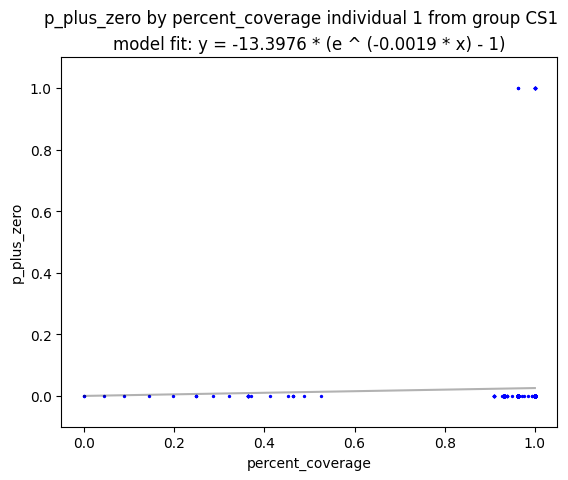 p_plus_zero by percent_coverage individual 1 from group CS1
model fit: y = -13.3976 * (e ^ (-0.0019 * x) - 1)
1.0
0.8
0.6
0.4
0.2
0.0
p_plus_zero
0.0 0.2 0.4 0.6 0.8 1.0
percent_coverage